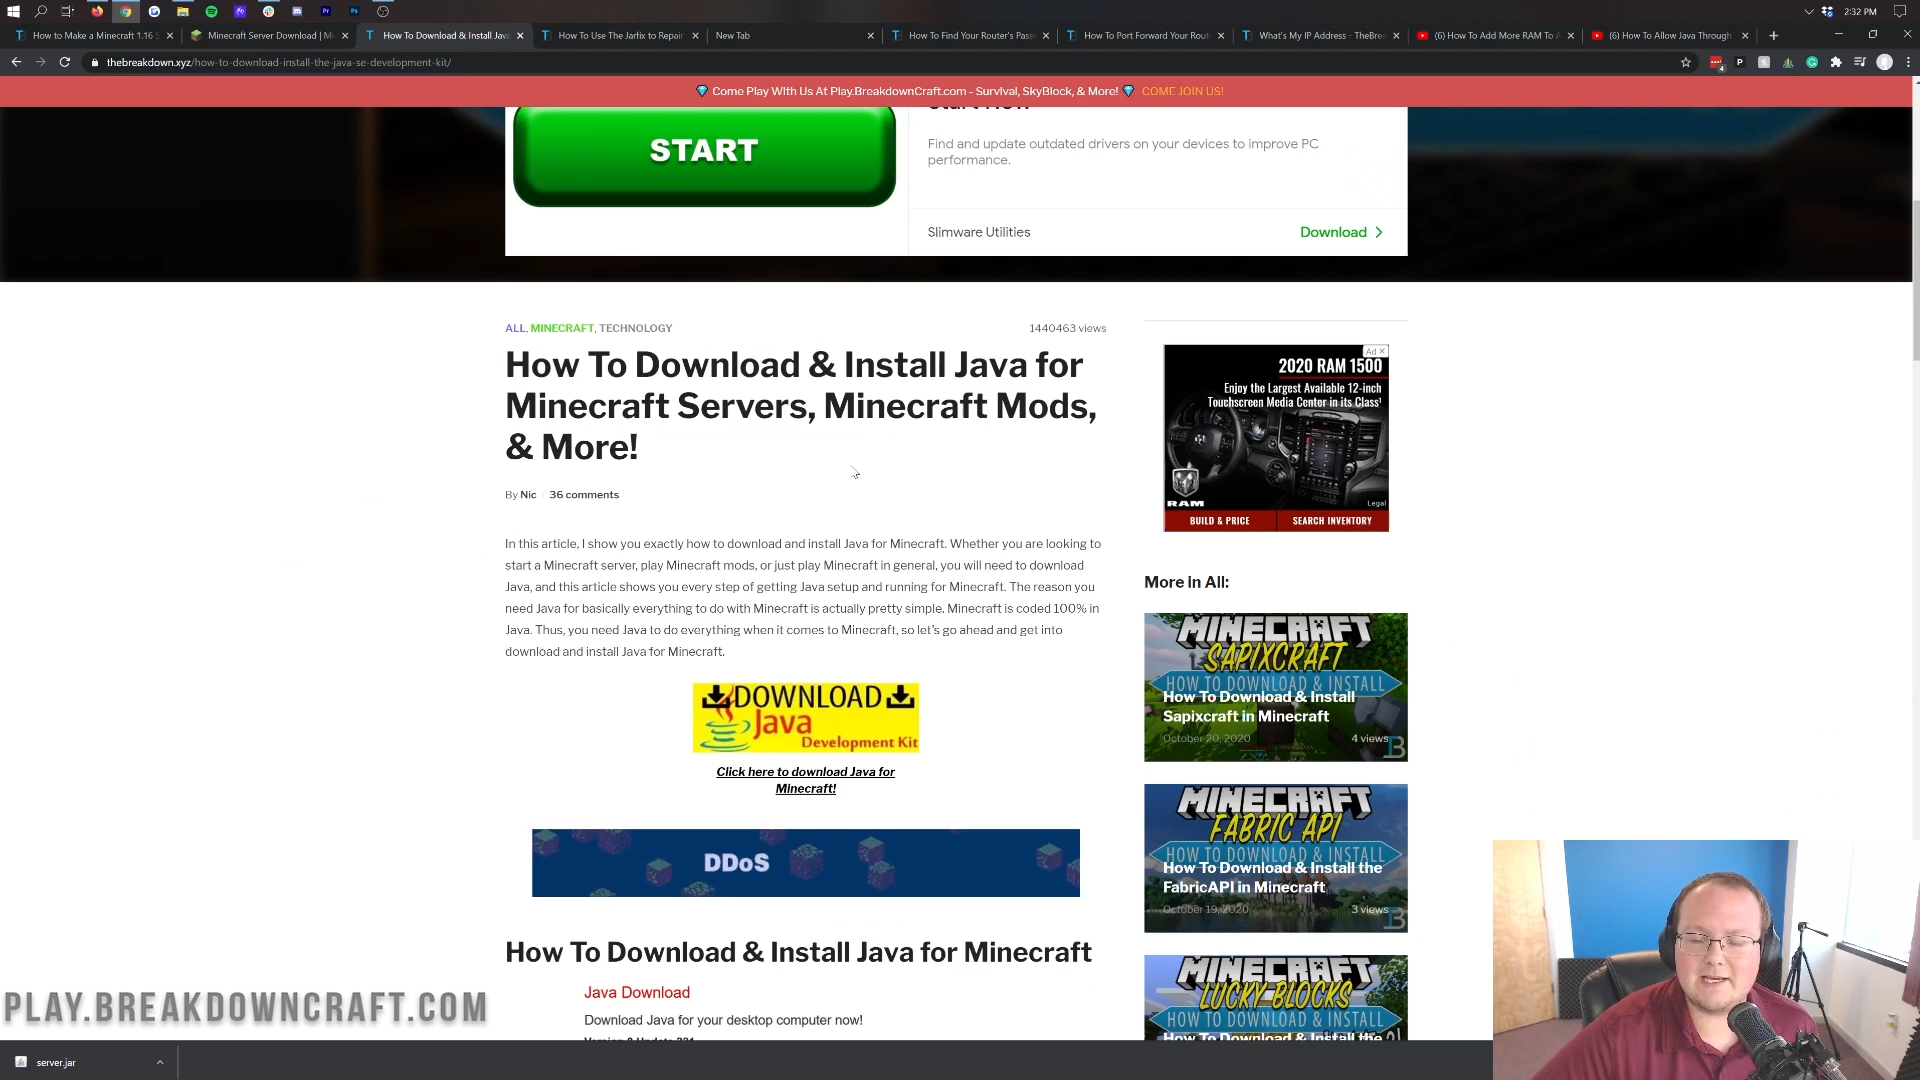 2:32 PM
How to Make a Minecraft 1.16 S
Minecraft Server Download | Mi
How To Download & Install Java
How To Use The Jarfix to Repair
New Tab
How To Find Your Router's Pass
How To Port Forward Your Rout
What's My IP Address - TheBrea
(6) How To Add More RAM To A
(6) How To Allow Java Through
thebreakdown.xyz/how-to-download-install-the-java-se-development-kit/
Come Play With Us At Play.BreakdownCraft.com - Survival, SkyBlock, & More! COME JOIN US!
START
Find and update outdated drivers on your devices to improve PC
performance.
Slimware Utilities
Download
ALL, MINECRAFT, TECHNOLOGY
1440463 views
How To Download & Install Java for
Minecraft Servers, Minecraft Mods,
& More!
By Nic
36 comments
In this article, I show you exactly how to download and install Java for Minecraft. Whether you are looking to
start a Minecraft server, play Minecraft mods, or just play Minecraft in general, you will need to download
Java, and this article shows you every step of getting Java setup and running for Minecraft. The reason you
need Java for basically everything to do with Minecraft is actually pretty simple. Minecraft is coded 100% in
Java. Thus, you need Java to do everything when it comes to Minecraft, so let's go ahead and get into
download and install Java for Minecraft.
DOWNLOAD
Java
Development Kit
Click here to download Java for
Minecraft!
DDoS
How To Download & Install Java for Minecraft
Java Download
Download Java for your desktop computer now!
Ad
2020 RAM 1500
Enjoy the Largest Available 12-inch
Touchscreen Media Center in its Class¹
RAM
Legal
BUILD & PRICE
SEARCH INVENTORY
More in All:
MINECRAFT
SAPIXCRAFT
HOW TO DOWNLOAD & INSTALL
How To Download & Install
Sapixcraft in Minecraft
October 20, 2020
4 views
MINECRAFT
FABRIC API
HOW TO DOWNLOAD & INSTALL
How To Download & Install the
FabricAPI in Minecraft
October 19, 2020
3 views
MINECRAFT
LUCKY BLOCKS
HOW TO DOWNLOAD & INSTALL
How To Download & Install the
PLAY.BREAKDOWNCRAFT.COM
server.jar